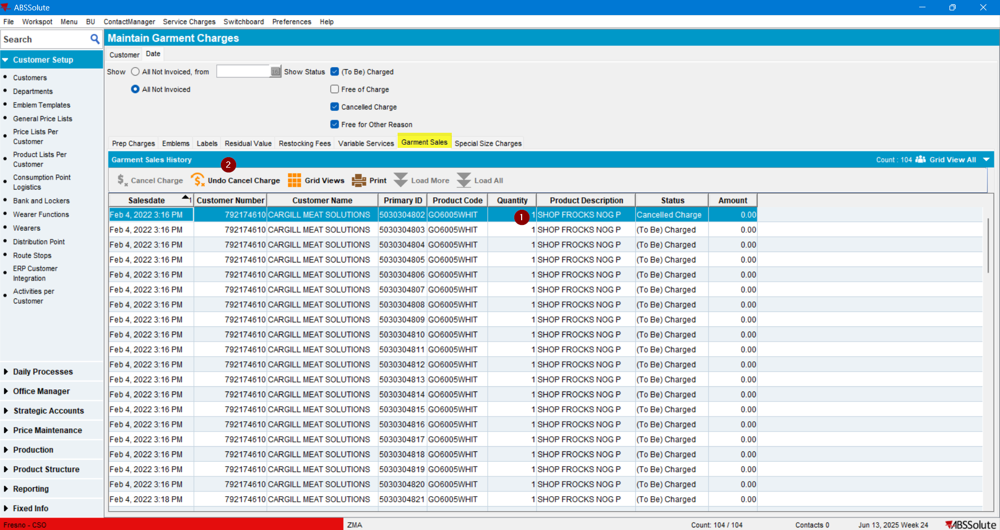 ABSSolute
File Workspot Menu BU ContactManager Service Charges Switchboard Preferences Help
Search
Customer Setup
Customers
Departments
Emblem Templates
General Price Lists
Price Lists Per
Customer
Product Lists Per
Customer
Consumption Point
Logistics
Bank and Lockers
Wearer Functions
Wearers
Distribution Point
Route Stops
ERP Customer
Integration
Activities per
Customer
Daily Processes
Office Manager
Strategic Accounts
Price Maintenance
Production
Product Structure
Reporting
Fixed Info
Maintain Garment Charges
Customer Date
Show All Not Invoiced, from 16 Show Status (To Be) Charged
All Not Invoiced Free of Charge
Cancelled Charge
Free for Other Reason
Prep Charges Emblems Labels Residual Value Restocking Fees Variable Services Garment Sales Special Size Charges
Garment Sales History Count : 104 Grid View All
2
Cancel Charge Undo Cancel Charge Grid Views Print Load More Load All
Salesdate 1 Customer Number Customer Name Primary ID Product Code Quantity Product Description Status Amount
Feb 4, 2022 3:16 PM 792174610 CARGILL MEAT SOLUTIONS 5030304802 GO6005WHIT 1 1 SHOP FROCKS NOG P Cancelled Charge 0.00
Feb 4, 2022 3:16 PM 792174610 CARGILL MEAT SOLUTIONS 5030304803 GO6005WHIT 1 SHOP FROCKS NOG P (To Be) Charged 0.00
Feb 4, 2022 3:16 PM 792174610 CARGILL MEAT SOLUTIONS 5030304804 GO6005WHIT 1 SHOP FROCKS NOG P (To Be) Charged 0.00
Feb 4, 2022 3:16 PM 792174610 CARGILL MEAT SOLUTIONS 5030304805 GO6005WHIT 1 SHOP FROCKS NOG P (To Be) Charged 0.00
Feb 4, 2022 3:16 PM 792174610 CARGILL MEAT SOLUTIONS 5030304806 GO6005WHIT 1 SHOP FROCKS NOG P (To Be) Charged 0.00
Feb 4, 2022 3:16 PM 792174610 CARGILL MEAT SOLUTIONS 5030304807 GO6005WHIT 1 SHOP FROCKS NOG P (To Be) Charged 0.00
Feb 4, 2022 3:16 PM 792174610 CARGILL MEAT SOLUTIONS 5030304808 GO6005WHIT 1 SHOP FROCKS NOG P (To Be) Charged 0.00
Feb 4, 2022 3:16 PM 792174610 CARGILL MEAT SOLUTIONS 5030304809 GO6005WHIT 1 SHOP FROCKS NOG P (To Be) Charged 0.00
Feb 4, 2022 3:16 PM 792174610 CARGILL MEAT SOLUTIONS 5030304810 GO6005WHIT 1 SHOP FROCKS NOG P (To Be) Charged 0.00
Feb 4, 2022 3:16 PM 792174610 CARGILL MEAT SOLUTIONS 5030304811 GO6005WHIT 1 SHOP FROCKS NOG P (To Be) Charged 0.00
Feb 4, 2022 3:16 PM 792174610 CARGILL MEAT SOLUTIONS 5030304812 GO6005WHIT 1 SHOP FROCKS NOG P (To Be) Charged 0.00
Feb 4, 2022 3:16 PM 792174610 CARGILL MEAT SOLUTIONS 5030304813 GO6005WHIT 1 SHOP FROCKS NOG P (To Be) Charged 0.00
Feb 4, 2022 3:16 PM 792174610 CARGILL MEAT SOLUTIONS 5030304814 GO6005WHIT 1 SHOP FROCKS NOG P (To Be) Charged 0.00
Feb 4, 2022 3:16 PM 792174610 CARGILL MEAT SOLUTIONS 5030304815 GO6005WHIT 1 SHOP FROCKS NOG P (To Be) Charged 0.00
Feb 4, 2022 3:16 PM 792174610 CARGILL MEAT SOLUTIONS 5030304816 GO6005WHIT 1 SHOP FROCKS NOG P (To Be) Charged 0.00
Feb 4, 2022 3:16 PM 792174610 CARGILL MEAT SOLUTIONS 5030304817 GO6005WHIT 1 SHOP FROCKS NOG P (To Be) Charged 0.00
Feb 4, 2022 3:16 PM 792174610 CARGILL MEAT SOLUTIONS 5030304818 GO6005WHIT 1 SHOP FROCKS NOG P (To Be) Charged 0.00
Feb 4, 2022 3:16 PM 792174610 CARGILL MEAT SOLUTIONS 5030304819 GO6005WHIT 1 SHOP FROCKS NOG P (To Be) Charged 0.00
Feb 4, 2022 3:16 PM 792174610 CARGILL MEAT SOLUTIONS 5030304820 GO6005WHIT 1 SHOP FROCKS NOG P (To Be) Charged 0.00
Feb 4, 2022 3:18 PM 792174610 CARGILL MEAT SOLUTIONS 5030304821 GO6005WHIT 1 SHOP FROCKS NOG P (To Be) Charged 0.00
Fresno - CSO ZMA Count: 104 / 104 Contacts 0 Jun 13, 2025 Week 24 ABSSolute